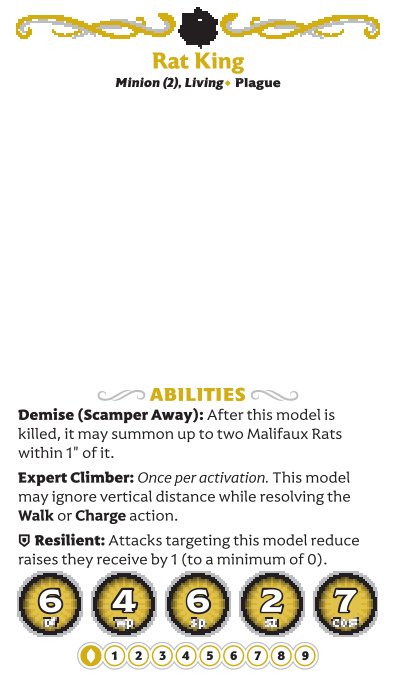 Rat King
Minion (2), Living • Plague
ABILITIES
Demise (Scamper Away): After this model is
killed, it may summon up to two Malifaux Rats
within 1" of it.
Expert Climber: Once per activation. This model
may ignore vertical distance while resolving the
Walk or Charge action.
Resilient: Attacks targeting this model reduce
raises they receive by 1 (to a minimum of 0).
6 4 6 2 7
Df Wp Sp Sz Cost
1 2 3 4 5 6 7 8 9